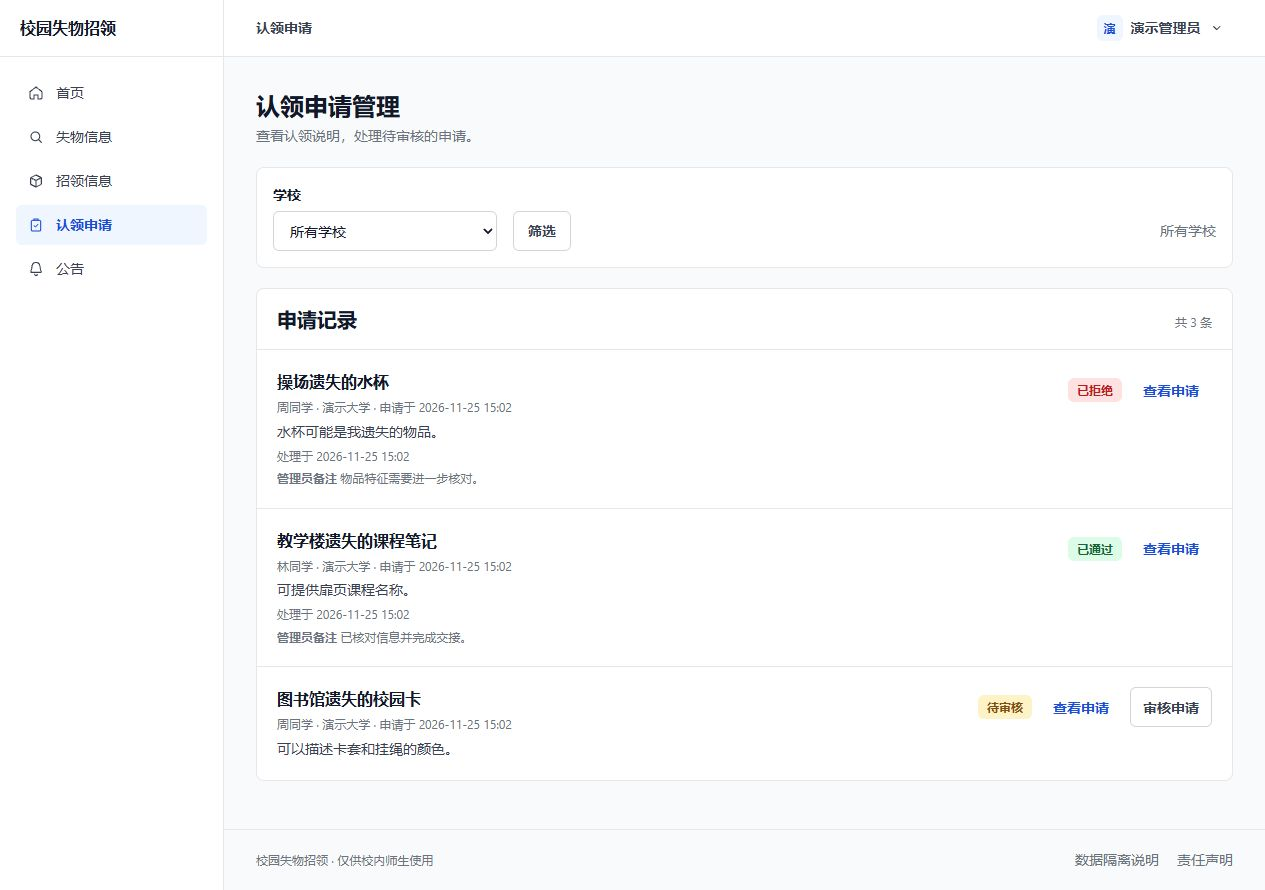 校园失物招领
认领申请
演 演示管理员
首页
失物信息
招领信息
认领申请
公告
认领申请管理
查看认领说明，处理待审核的申请。
学校
所有学校 筛选 所有学校
申请记录 共 3 条
操场遗失的水杯 已拒绝 查看申请
周同学 · 演示大学 · 申请于 2026-11-25 15:02
水杯可能是我遗失的物品。
处理于 2026-11-25 15:02
管理员备注 物品特征需要进一步核对。
教学楼遗失的课程笔记 已通过 查看申请
林同学 · 演示大学 · 申请于 2026-11-25 15:02
可提供扉页课程名称。
处理于 2026-11-25 15:02
管理员备注 已核对信息并完成交接。
图书馆遗失的校园卡 待审核 查看申请 审核申请
周同学 · 演示大学 · 申请于 2026-11-25 15:02
可以描述卡套和挂绳的颜色。
校园失物招领 · 仅供校内师生使用 数据隔离说明 责任声明